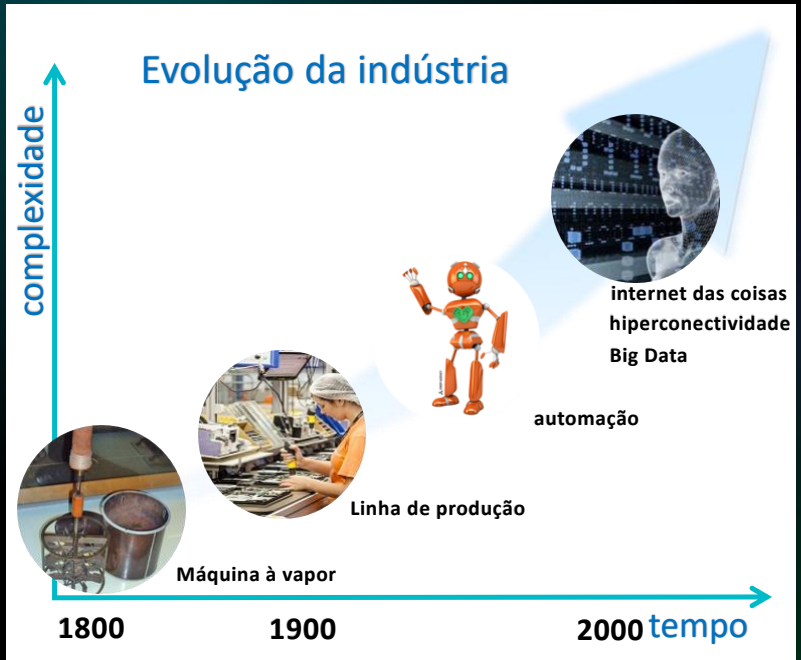 Evolução da indústria
complexidade
internet das coisas
hiperconectividade
Big Data
automação
Linha de produção
Máquina à vapor
1800
1900
2000
tempo